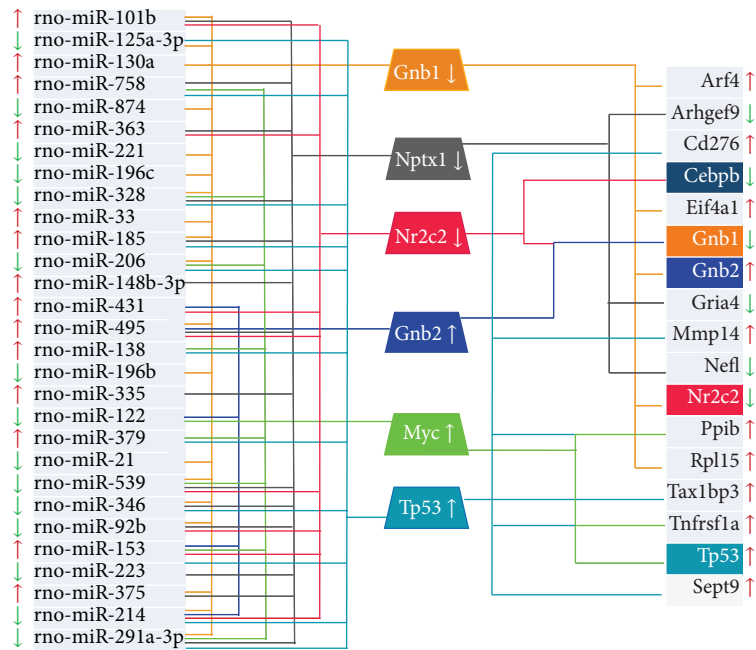 ↑ rno-miR-101b
↓ rno-miR-125a-3p
↑ rno-miR-130a
↑ rno-miR-758
↓ rno-miR-874
↑ rno-miR-363
↓ rno-miR-221
↓ rno-miR-196c
↓ rno-miR-328
↑ rno-miR-33
↑ rno-miR-185
↓ rno-miR-206
↑ rno-miR-148b-3p
↑ rno-miR-431
↑ rno-miR-495
↑ rno-miR-138
↓ rno-miR-196b
↑ rno-miR-335
↓ rno-miR-122
↑ rno-miR-379
↓ rno-miR-21
↓ rno-miR-539
↓ rno-miR-346
↓ rno-miR-92b
↑ rno-miR-153
↓ rno-miR-223
↑ rno-miR-375
↓ rno-miR-214
↓ rno-miR-291a-3p
Gnb1 ↓
Nptx1 ↓
Nr2c2 ↓
Gnb2 ↑
Myc ↑
Tp53 ↑
Arf4 ↑
Arhgef9 ↓
Cd276 ↑
Cebpb ↓
Eif4a1 ↑
Gnb1 ↓
Gnb2 ↑
Gria4 ↓
Mmp14 ↑
Nefl ↓
Nr2c2 ↓
Ppib ↑
Rpl15 ↑
Tax1bp3 ↑
Tnfrsf1a ↑
Tp53 ↑
Sept9 ↑